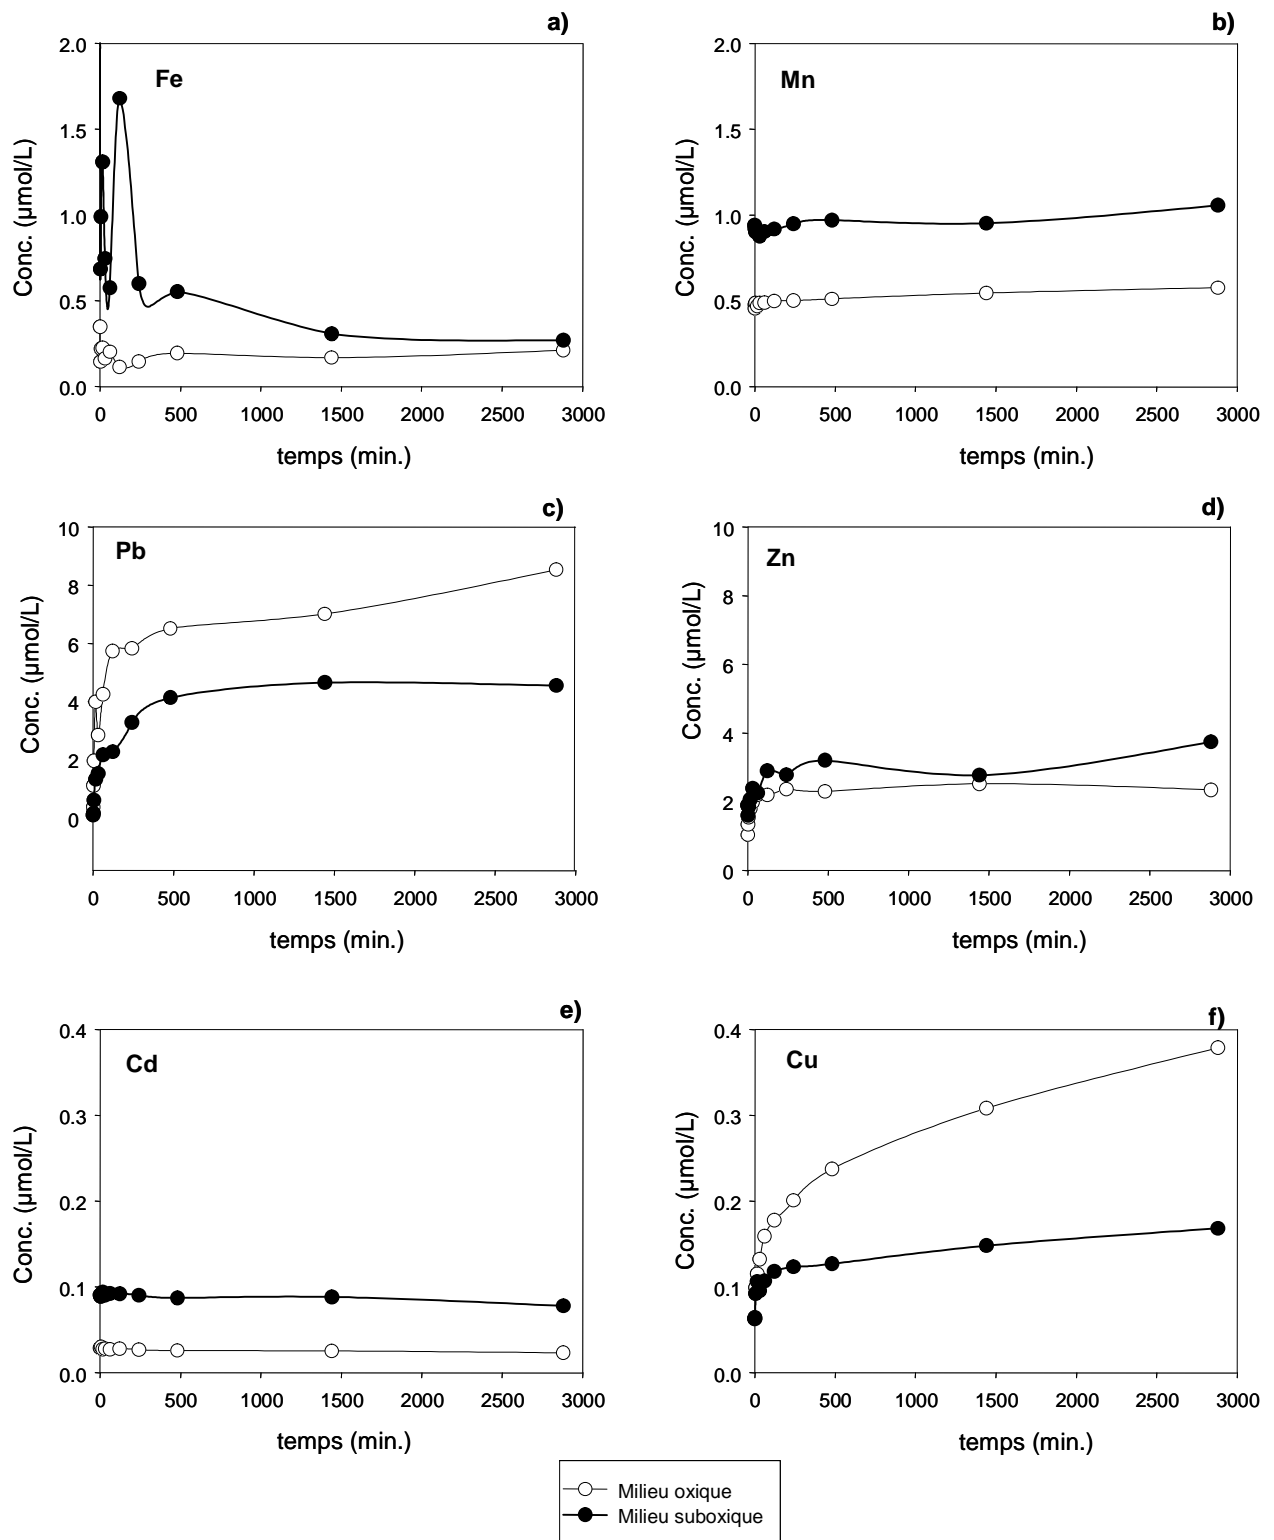 a)
Fe
2.0
1.5
1.0
0.5
0.0
Conc. (µmol/L)
0 500 1000 1500 2000 2500 3000
temps (min.)
b)
Mn
2.0
1.5
1.0
0.5
0.0
Conc. (µmol/L)
0 500 1000 1500 2000 2500 3000
temps (min.)
c)
Pb
10
8
6
4
2
0
Conc. (µmol/L)
0 500 1000 1500 2000 2500 3000
temps (min.)
d)
Zn
10
8
6
4
2
0
Conc. (µmol/L)
0 500 1000 1500 2000 2500 3000
temps (min.)
e)
Cd
0.4
0.3
0.2
0.1
0.0
Conc. (µmol/L)
0 500 1000 1500 2000 2500 3000
temps (min.)
f)
Cu
0.4
0.3
0.2
0.1
0.0
Conc. (µmol/L)
0 500 1000 1500 2000 2500 3000
temps (min.)
Milieu oxique
Milieu suboxique